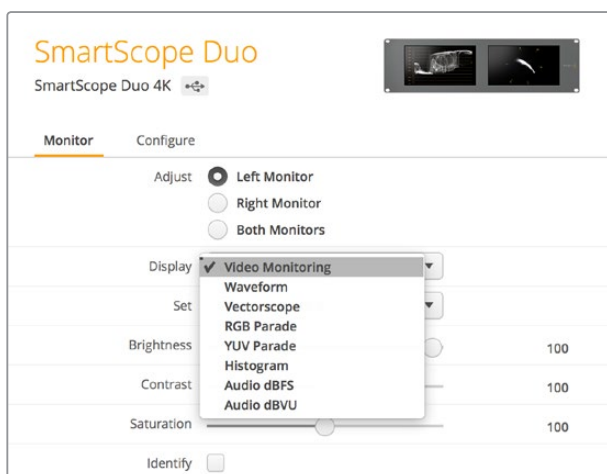 SmartScope Duo
SmartScope Duo 4K
Monitor Configure
Adjust Left Monitor
Right Monitor
Both Monitors
Display ✓ Video Monitoring
Waveform
Set Vectorscope
RGB Parade
Brightness YUV Parade 100
Histogram
Contrast Audio dBFS 100
Audio dBVU
Saturation 100
Identify